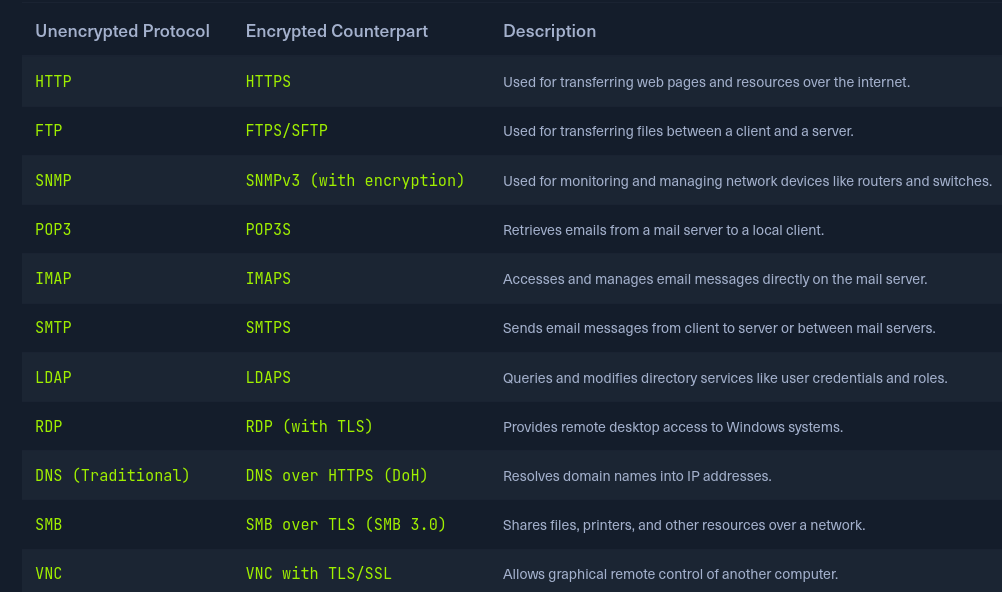 Unencrypted Protocol Encrypted Counterpart Description
HTTP HTTPS Used for transferring web pages and resources over the internet.
FTP FTPS/SFTP Used for transferring files between a client and a server.
SNMP SNMPv3 (with encryption) Used for monitoring and managing network devices like routers and switches.
POP3 POP3S Retrieves emails from a mail server to a local client.
IMAP IMAPS Accesses and manages email messages directly on the mail server.
SMTP SMTPS Sends email messages from client to server or between mail servers.
LDAP LDAPS Queries and modifies directory services like user credentials and roles.
RDP RDP (with TLS) Provides remote desktop access to Windows systems.
DNS (Traditional) DNS over HTTPS (DoH) Resolves domain names into IP addresses.
SMB SMB over TLS (SMB 3.0) Shares files, printers, and other resources over a network.
VNC VNC with TLS/SSL Allows graphical remote control of another computer.